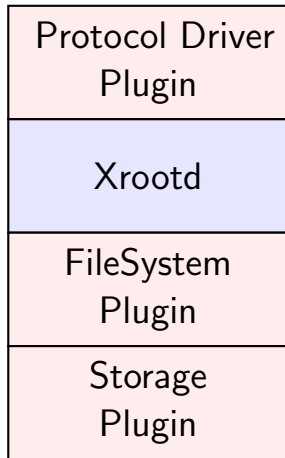 Protocol Driver
Plugin
Xrootd
FileSystem
Plugin
Storage
Plugin